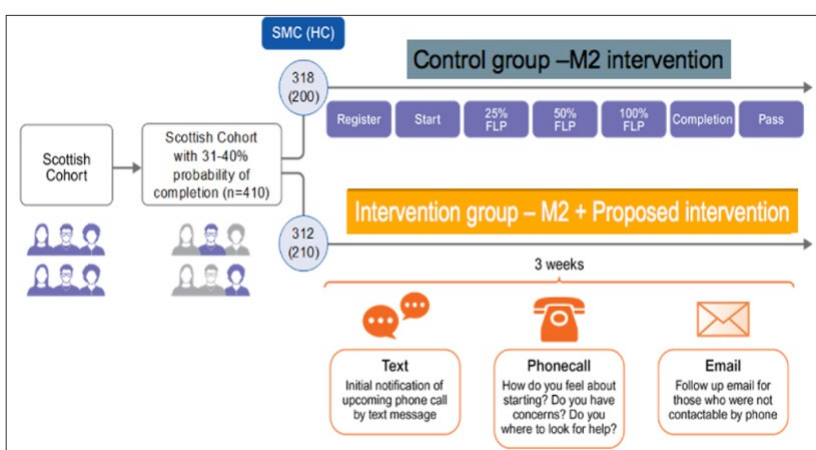 SMC (HC)
318
(200)
Control group –M2 intervention
Register
Start
25%
FLP
50%
FLP
100%
FLP
Completion
Pass
Scottish
Cohort
Scottish Cohort
with 31-40%
probability of
completion (n=410)
312
(210)
Intervention group – M2 + Proposed intervention
3 weeks
Text
Initial notification of
upcoming phone call
by text message
Phonecall
How do you feel about
starting? Do you have
concerns? Do you
where to look for help?
Email
Follow up email for
those who were not
contactable by phone